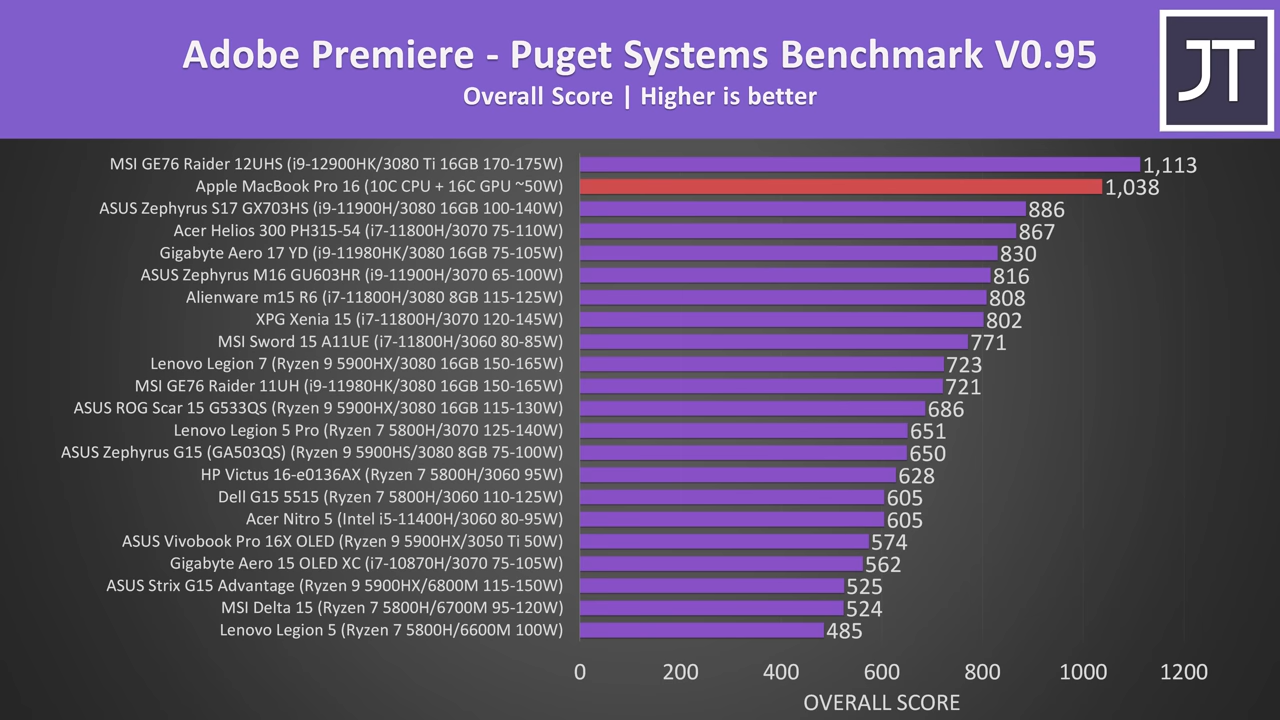 Adobe Premiere - Puget Systems Benchmark V0.95
Overall Score | Higher is better
JT
MSI GE76 Raider 12UHS (i9-12900HK/3080 Ti 16GB 170-175W) 1,113
Apple MacBook Pro 16 (10C CPU + 16C GPU ~50W) 1,038
ASUS Zephyrus S17 GX703HS (i9-11900H/3080 16GB 100-140W) 886
Acer Helios 300 PH315-54 (i7-11800H/3070 75-110W) 867
Gigabyte Aero 17 YD (i9-11980HK/3080 16GB 75-105W) 830
ASUS Zephyrus M16 GU603HR (i9-11900H/3070 65-100W) 816
Alienware m15 R6 (i7-11800H/3080 8GB 115-125W) 808
XPG Xenia 15 (i7-11800H/3070 120-145W) 802
MSI Sword 15 A11UE (i7-11800H/3060 80-85W) 771
Lenovo Legion 7 (Ryzen 9 5900HX/3080 16GB 150-165W) 723
MSI GE76 Raider 11UH (i9-11980HK/3080 16GB 150-165W) 721
ASUS ROG Scar 15 G533QS (Ryzen 9 5900HX/3080 16GB 115-130W) 686
Lenovo Legion 5 Pro (Ryzen 7 5800H/3070 125-140W) 651
ASUS Zephyrus G15 (GA503QS) (Ryzen 9 5900HS/3080 8GB 75-100W) 650
HP Victus 16-e0136AX (Ryzen 7 5800H/3060 95W) 628
Dell G15 5515 (Ryzen 7 5800H/3060 110-125W) 605
Acer Nitro 5 (Intel i5-11400H/3060 80-95W) 605
ASUS Vivobook Pro 16X OLED (Ryzen 9 5900HX/3050 Ti 50W) 574
Gigabyte Aero 15 OLED XC (i7-10870H/3070 75-105W) 562
ASUS Strix G15 Advantage (Ryzen 9 5900HX/6800M 115-150W) 525
MSI Delta 15 (Ryzen 7 5800H/6700M 95-120W) 524
Lenovo Legion 5 (Ryzen 7 5800H/6600M 100W) 485
0 200 400 600 800 1000 1200
OVERALL SCORE